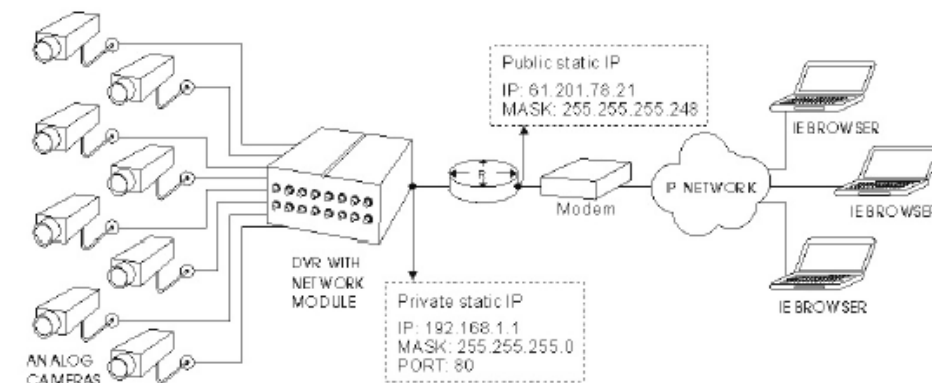 Public static IP
IP: 61.201.78.21
MASK: 255.255.255.248
IE BROWSER
R
Modem
IP NETWORK
IE BROWSER
DVR WITH
NETWORK
MODULE
Private static IP
IP: 192.168.1.1
MASK: 255.255.255.0
PORT: 80
IE BROWSER
ANALOG
CAMERAS